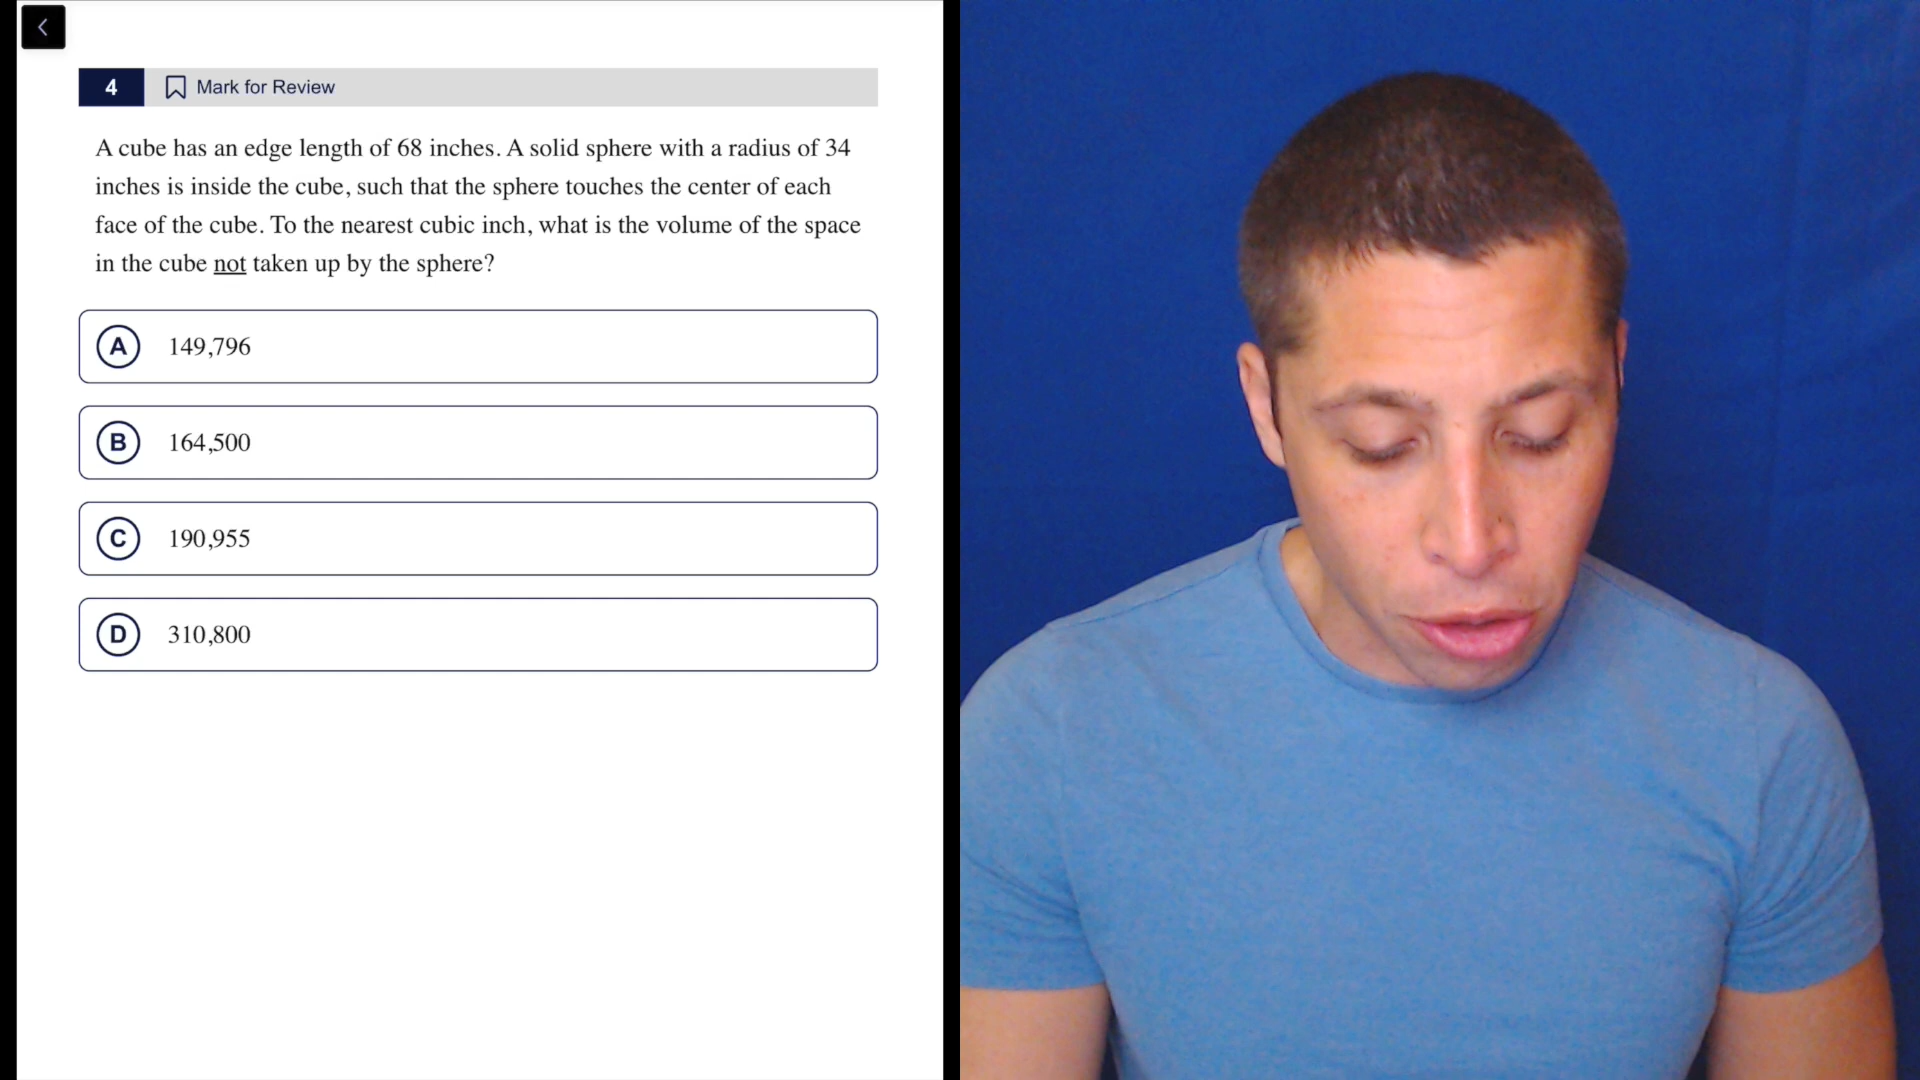 4 Mark for Review
A cube has an edge length of 68 inches. A solid sphere with a radius of 34
inches is inside the cube, such that the sphere touches the center of each
face of the cube. To the nearest cubic inch, what is the volume of the space
in the cube not taken up by the sphere?
A 149,796
B 164,500
C 190,955
D 310,800